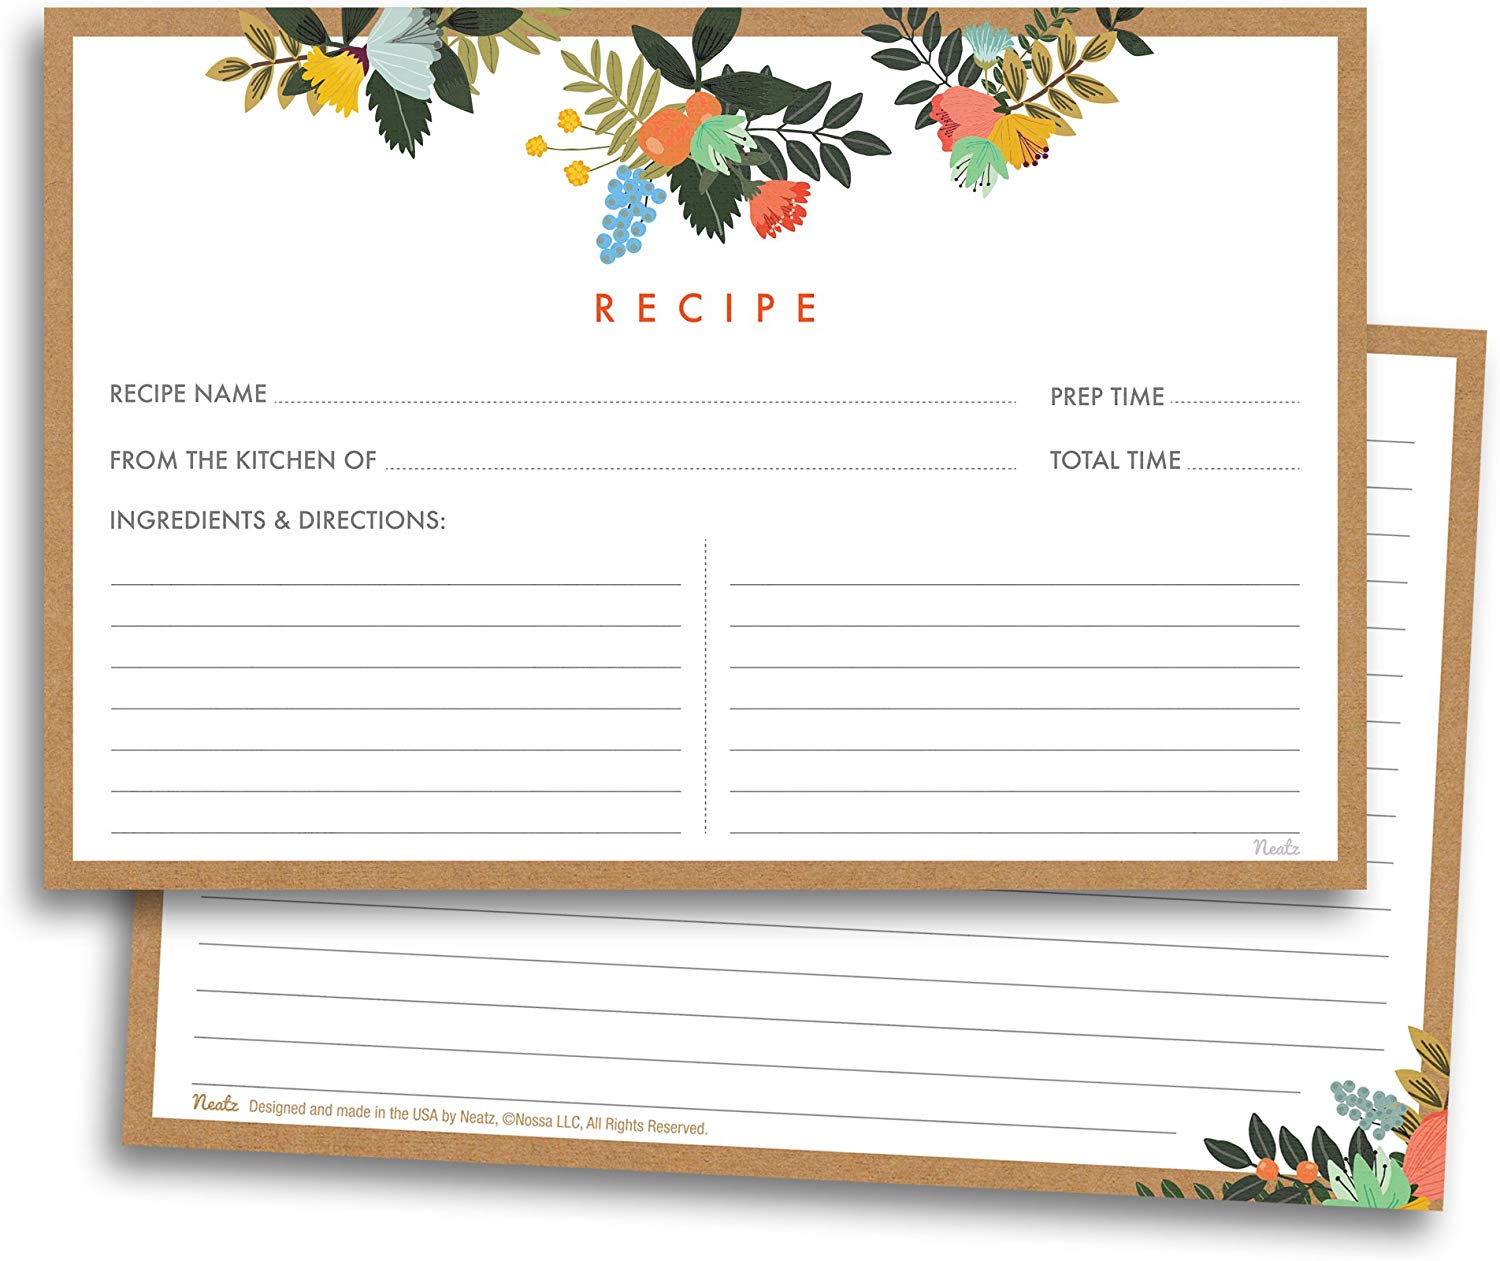 RECIPE
RECIPE NAME
PREP TIME
FROM THE KITCHEN OF
TOTAL TIME
INGREDIENTS & DIRECTIONS:
Neatz
Neatz Designed and made in the USA by Neatz, ©Nossa LLC, All Rights Reserved.